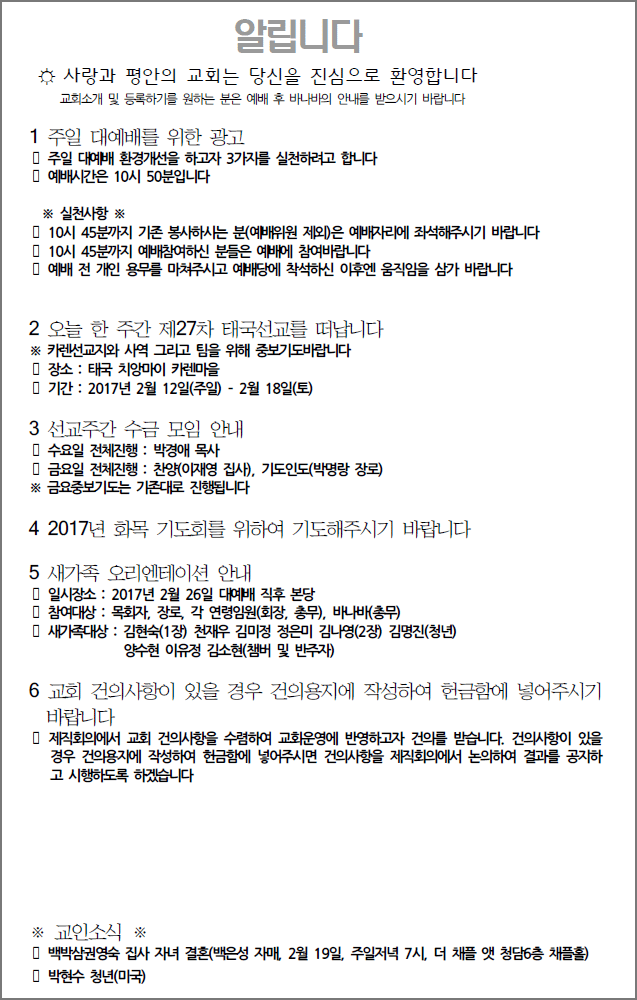 알립니다
☼ 사랑과 평안의 교회는 당신을 진심으로 환영합니다
교회소개 및 등록하기를 원하는 분은 예배 후 바나바의 안내를 받으시기 바랍니다
1 주일 대예배를 위한 광고
▯ 주일 대예배 환경개선을 하고자 3가지를 실천하려고 합니다
▯ 예배시간은 10시 50분입니다
※ 실천사항 ※
▯ 10시 45분까지 기존 봉사하시는 분(예배위원 제외)은 예배자리에 좌석해주시기 바랍니다
▯ 10시 45분까지 예배참여하신 분들은 예배에 참여바랍니다
▯ 예배 전 개인 용무를 마쳐주시고 예배당에 착석하신 이후엔 움직임을 삼가 바랍니다
2 오늘 한 주간 제27차 태국선교를 떠납니다
※ 카렌선교지와 사역 그리고 팀을 위해 중보기도바랍니다
▯ 장소 : 태국 치앙마이 카렌마을
▯ 기간 : 2017년 2월 12일(주일) - 2월 18일(토)
3 선교주간 수금 모임 안내
▯ 수요일 전체진행 : 박경애 목사
▯ 금요일 전체진행 : 찬양(이재영 집사), 기도인도(박명랑 장로)
※ 금요중보기도는 기존대로 진행됩니다
4 2017년 화목 기도회를 위하여 기도해주시기 바랍니다
5 새가족 오리엔테이션 안내
▯ 일시장소 : 2017년 2월 26일 대예배 직후 본당
▯ 참여대상 : 목회자, 장로, 각 연령임원(회장, 총무), 바나바(총무)
▯ 새가족대상 : 김현숙(1장) 천재우 김미정 정은미 김나영(2장) 김명진(청년)
양수현 이유정 김소현(챔버 및 반주자)
6 교회 건의사항이 있을 경우 건의용지에 작성하여 헌금함에 넣어주시기
바랍니다
▯ 제직회의에서 교회 건의사항을 수렴하여 교회운영에 반영하고자 건의를 받습니다. 건의사항이 있을
경우 건의용지에 작성하여 헌금함에 넣어주시면 건의사항을 제직회의에서 논의하여 결과를 공지하
고 시행하도록 하겠습니다
※ 교인소식 ※
▯ 백박삼권영숙 집사 자녀 결혼(백은성 자매, 2월 19일, 주일저녁 7시, 더 채플 앳 청담6층 채플홀)
▯ 박현수 청년(미국)